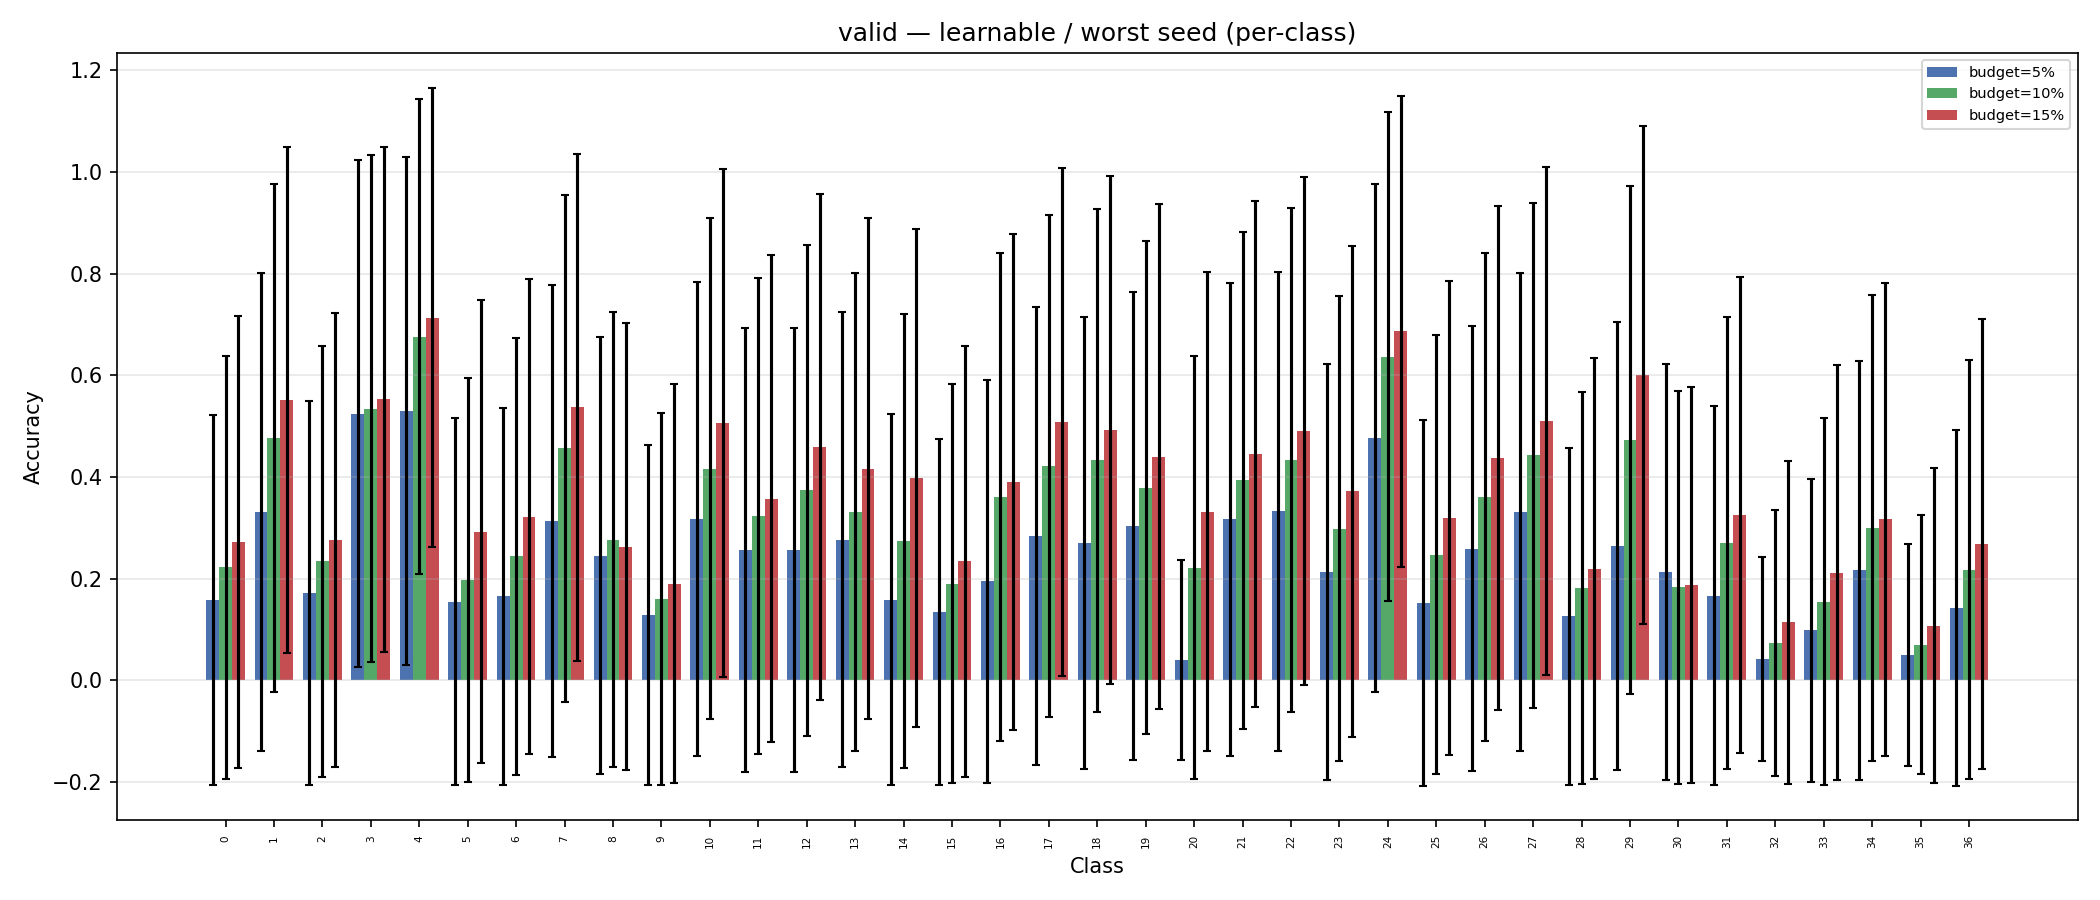 valid — learnable / worst seed (per-class)
budget=5%
budget=10%
budget=15%
Accuracy
1.2
1.0
0.8
0.6
0.4
0.2
0.0
−0.2
0 1 2 3 4 5 6 7 8 9 10 11 12 13 14 15 16 17 18 19 20 21 22 23 24 25 26 27 28 29 30 31 32 33 34 35 36
Class